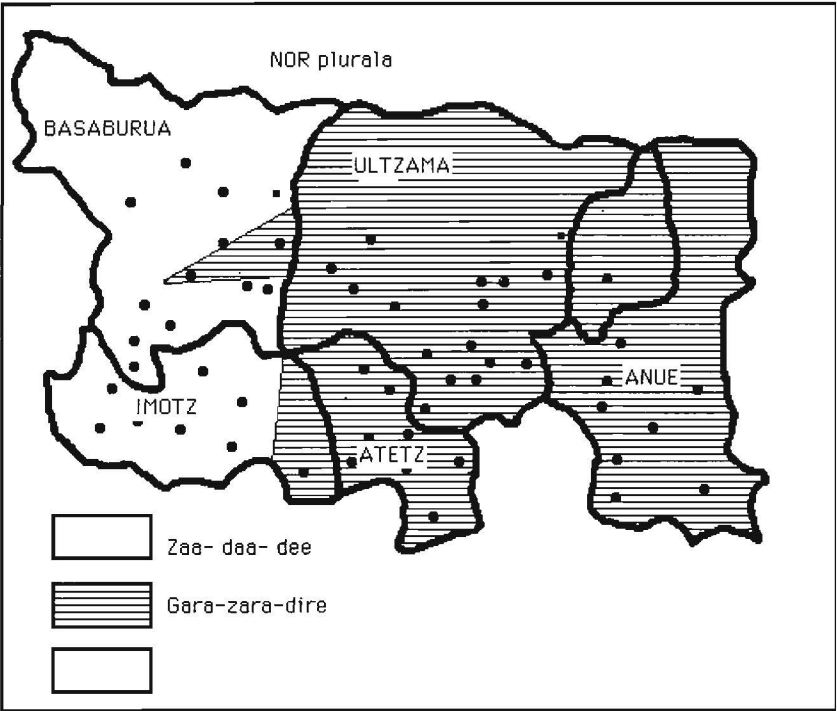 NOR plurala
BASABURUA
ULTZAMA
ANUE
IMOTZ
ATETZ
Zaa- daa- dee
Gara-zara-dire